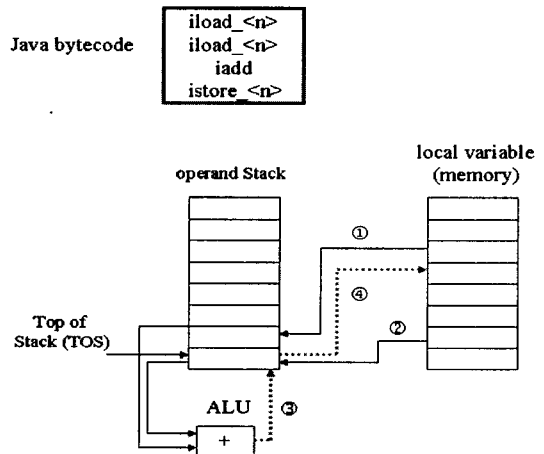 Java bytecode
iload_<n>
iload_<n>
iadd
istore_<n>
operand Stack
local variable
(memory)
①
④
②
Top of
Stack (TOS)
ALU
③
+